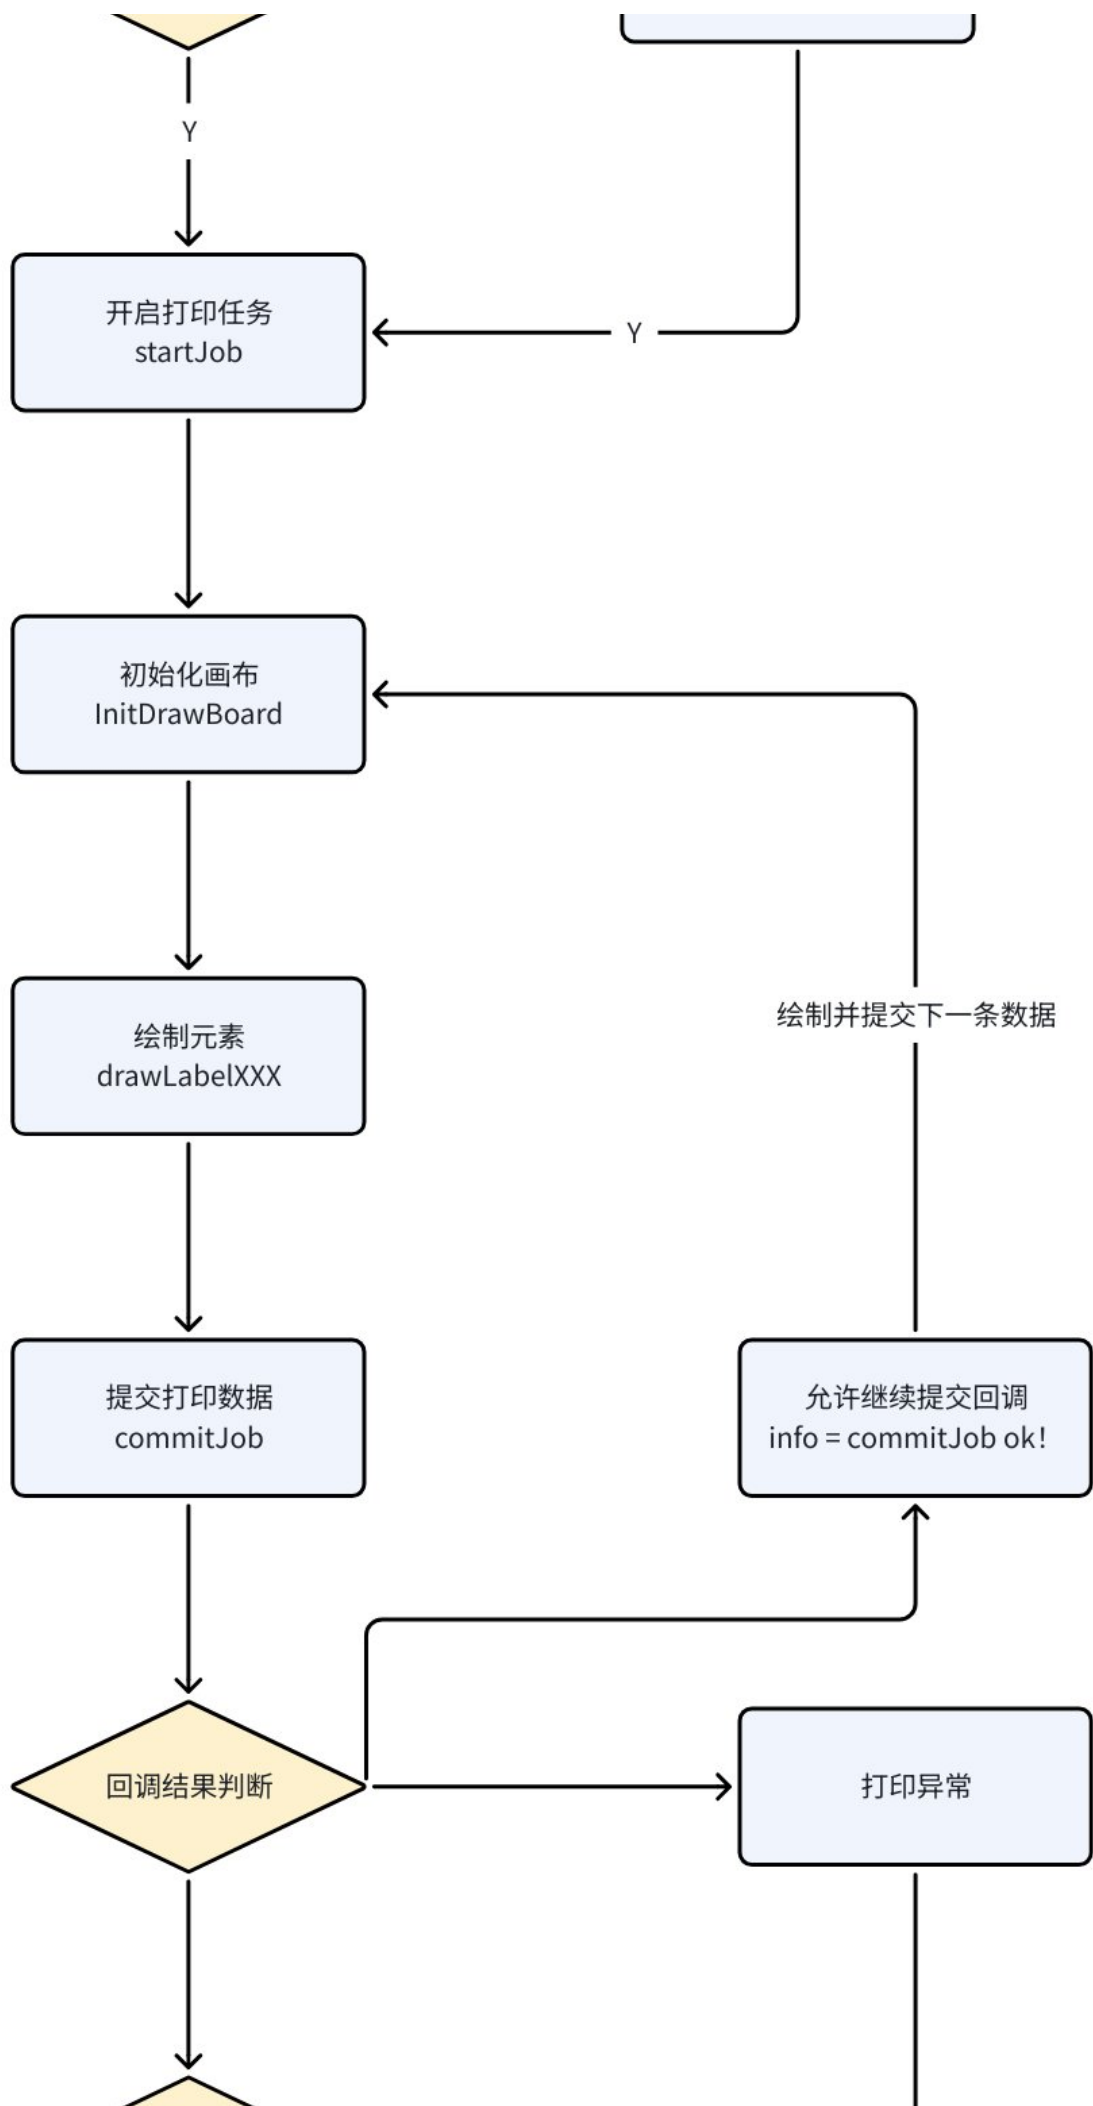 Y
开启打印任务
startJob
Y
初始化画布
InitDrawBoard
绘制并提交下一条数据
绘制元素
drawLabelXXX
提交打印数据
commitJob
允许继续提交回调
info = commitJob ok!
回调结果判断
打印异常